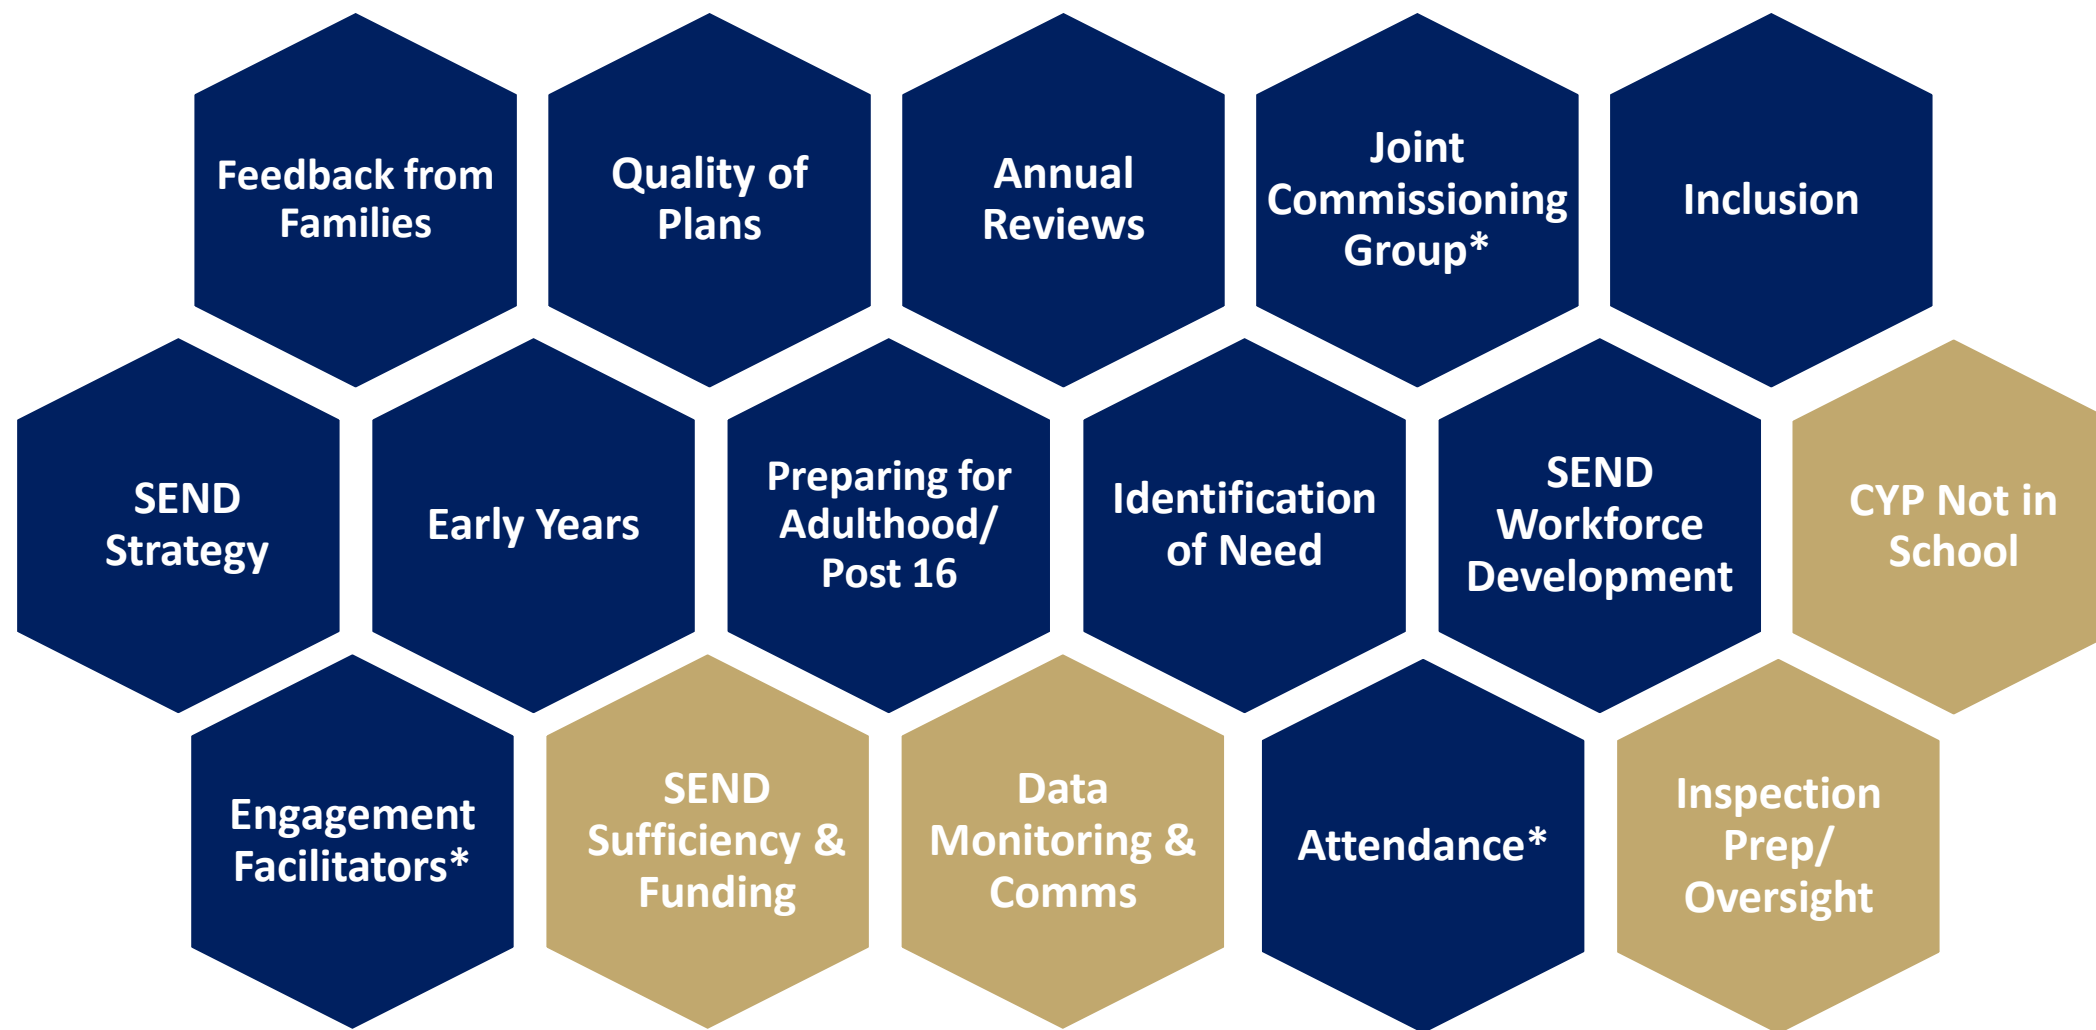 Feedback from
Families
Quality of
Plans
Annual
Reviews
Joint
Commissioning
Group*
Inclusion
SEND
Strategy
Early Years
Preparing for
Adulthood/
Post 16
Identification
of Need
SEND
Workforce
Development
CYP Not in
School
Engagement
Facilitators*
SEND
Sufficiency &
Funding
Data
Monitoring &
Comms
Attendance*
Inspection
Prep/
Oversight